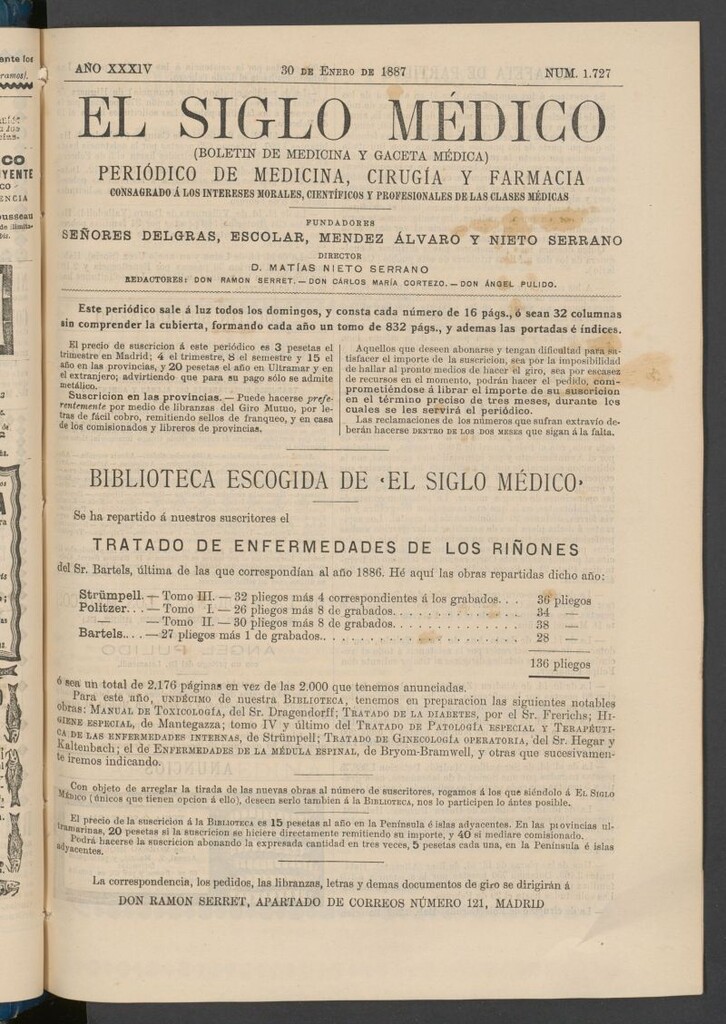 AÑO XXXIV 30 DE ENERO DE 1887 NUM. 1.727
EL SIGLO MÉDICO
(BOLETIN DE MEDICINA Y GACETA MÉDICA)
PERIÓDICO DE MEDICINA, CIRUGÍA Y FARMACIA
CONSAGRADO Á LOS INTERESES MORALES, CIENTÍFICOS Y PROFESIONALES DE LAS CLASES MÉDICAS
FUNDADORES
SEÑORES DELGRAS, ESCOLAR, MENDEZ ÁLVARO Y NIETO SERRANO
DIRECTOR
D. MATÍAS NIETO SERRANO
REDACTORES: DON RAMON SERRET.—DON CÁRLOS MARÍA CORTEZO.—DON ÁNGEL PULIDO.
Este periódico sale á luz todos los domingos, y consta cada número de 16 págs., ó sean 32 columnas
sin comprender la cubierta, formando cada año un tomo de 832 págs., y ademas las portadas é índices.
El precio de suscricion á este periódico es 3 pesetas el
trimestre en Madrid; 4 el trimestre, 8 el semestre y 15 el
año en las provincias, y 20 pesetas el año en Ultramar y en
el extranjero; advirtiendo que para su pago sólo se admite
metálico.
Suscricion en las provincias.—Puede hacerse prefe-
rentemente por medio de libranzas del Giro Mutuo, por le-
tras de fácil cobro, remitiendo sellos de franqueo, y en casa
de los comisionados y libreros de provincias.
Aquellos que deseen abonarse y tengan dificultad para sa-
tisfacer el importe de la suscricion, sea por la imposibilidad
de hallar al pronto medios de hacer el giro, sea por escasez
de recursos en el momento, podrán hacer el pedido, com-
prometiéndose á librar el importe de su suscricion
en el término preciso de tres meses, durante los
cuales se les servirá el periódico.
Las reclamaciones de los números que sufran extravío de-
berán hacerse DENTRO DE LOS DOS MESES que sigan á la falta.
BIBLIOTECA ESCOGIDA DE «EL SIGLO MÉDICO»
Se ha repartido á nuestros suscritores el
TRATADO DE ENFERMEDADES DE LOS RIÑONES
del Sr. Bartels, última de las que correspondían al año 1886. Hé aquí las obras repartidas dicho año:
Strümpell.— Tomo III. — 32 pliegos más 4 correspondientes á los grabados. . . 36 pliegos
Politzer. . . — Tomo I. — 26 pliegos más 8 de grabados. . . . . . . . . . . . 34 —
— — Tomo II. — 30 pliegos más 8 de grabados. . . . . . . . . . . . 38 —
Bartels. . . — 27 pliegos más 1 de grabados. . . . . . . . . . . . . . . . . 28 —
136 pliegos
ó sea un total de 2.176 páginas en vez de las 2.000 que tenemos anunciadas.
Para este año, UNDÉCIMO de nuestra BIBLIOTECA, tenemos en preparacion las siguientes notables
obras: MANUAL DE TOXICOLOGÍA, del Sr. Dragendorff; TRATADO DE LA DIABETES, por el Sr. Frerichs; HI-
GIENE ESPECIAL, de Mantegazza; tomo IV y último del TRATADO DE PATOLOGÍA ESPECIAL Y TERAPÉUTI-
CA DE LAS ENFERMEDADES INTERNAS, de Strümpell; TRATADO DE GINECOLOGÍA OPERATORIA, del Sr. Hegar y
Kaltenbach; el de ENFERMEDADES DE LA MÉDULA ESPINAL, de Bryom-Bramwell, y otras que sucesivamen-
te iremos indicando.
Con objeto de arreglar la tirada de las nuevas obras al número de suscritores, rogamos á los que siéndolo á EL SIGLO
MÉDICO (únicos que tienen opcion á ello), deseen serlo tambien á la BIBLIOTECA, nos lo participen lo ántes posible.
El precio de la suscricion á la BIBLIOTECA es 15 pesetas al año en la Península é islas adyacentes. En las provincias ul-
tramarinas, 20 pesetas si la suscricion se hiciere directamente remitiendo su importe, y 40 si mediare comisionado.
Podrá hacerse la suscricion abonando la expresada cantidad en tres veces, 5 pesetas cada una, en la Península é islas
adyacentes.
La correspondencia, los pedidos, las libranzas, letras y demas documentos de giro se dirigirán á
DON RAMON SERRET, APARTADO DE CORREOS NÚMERO 121, MADRID